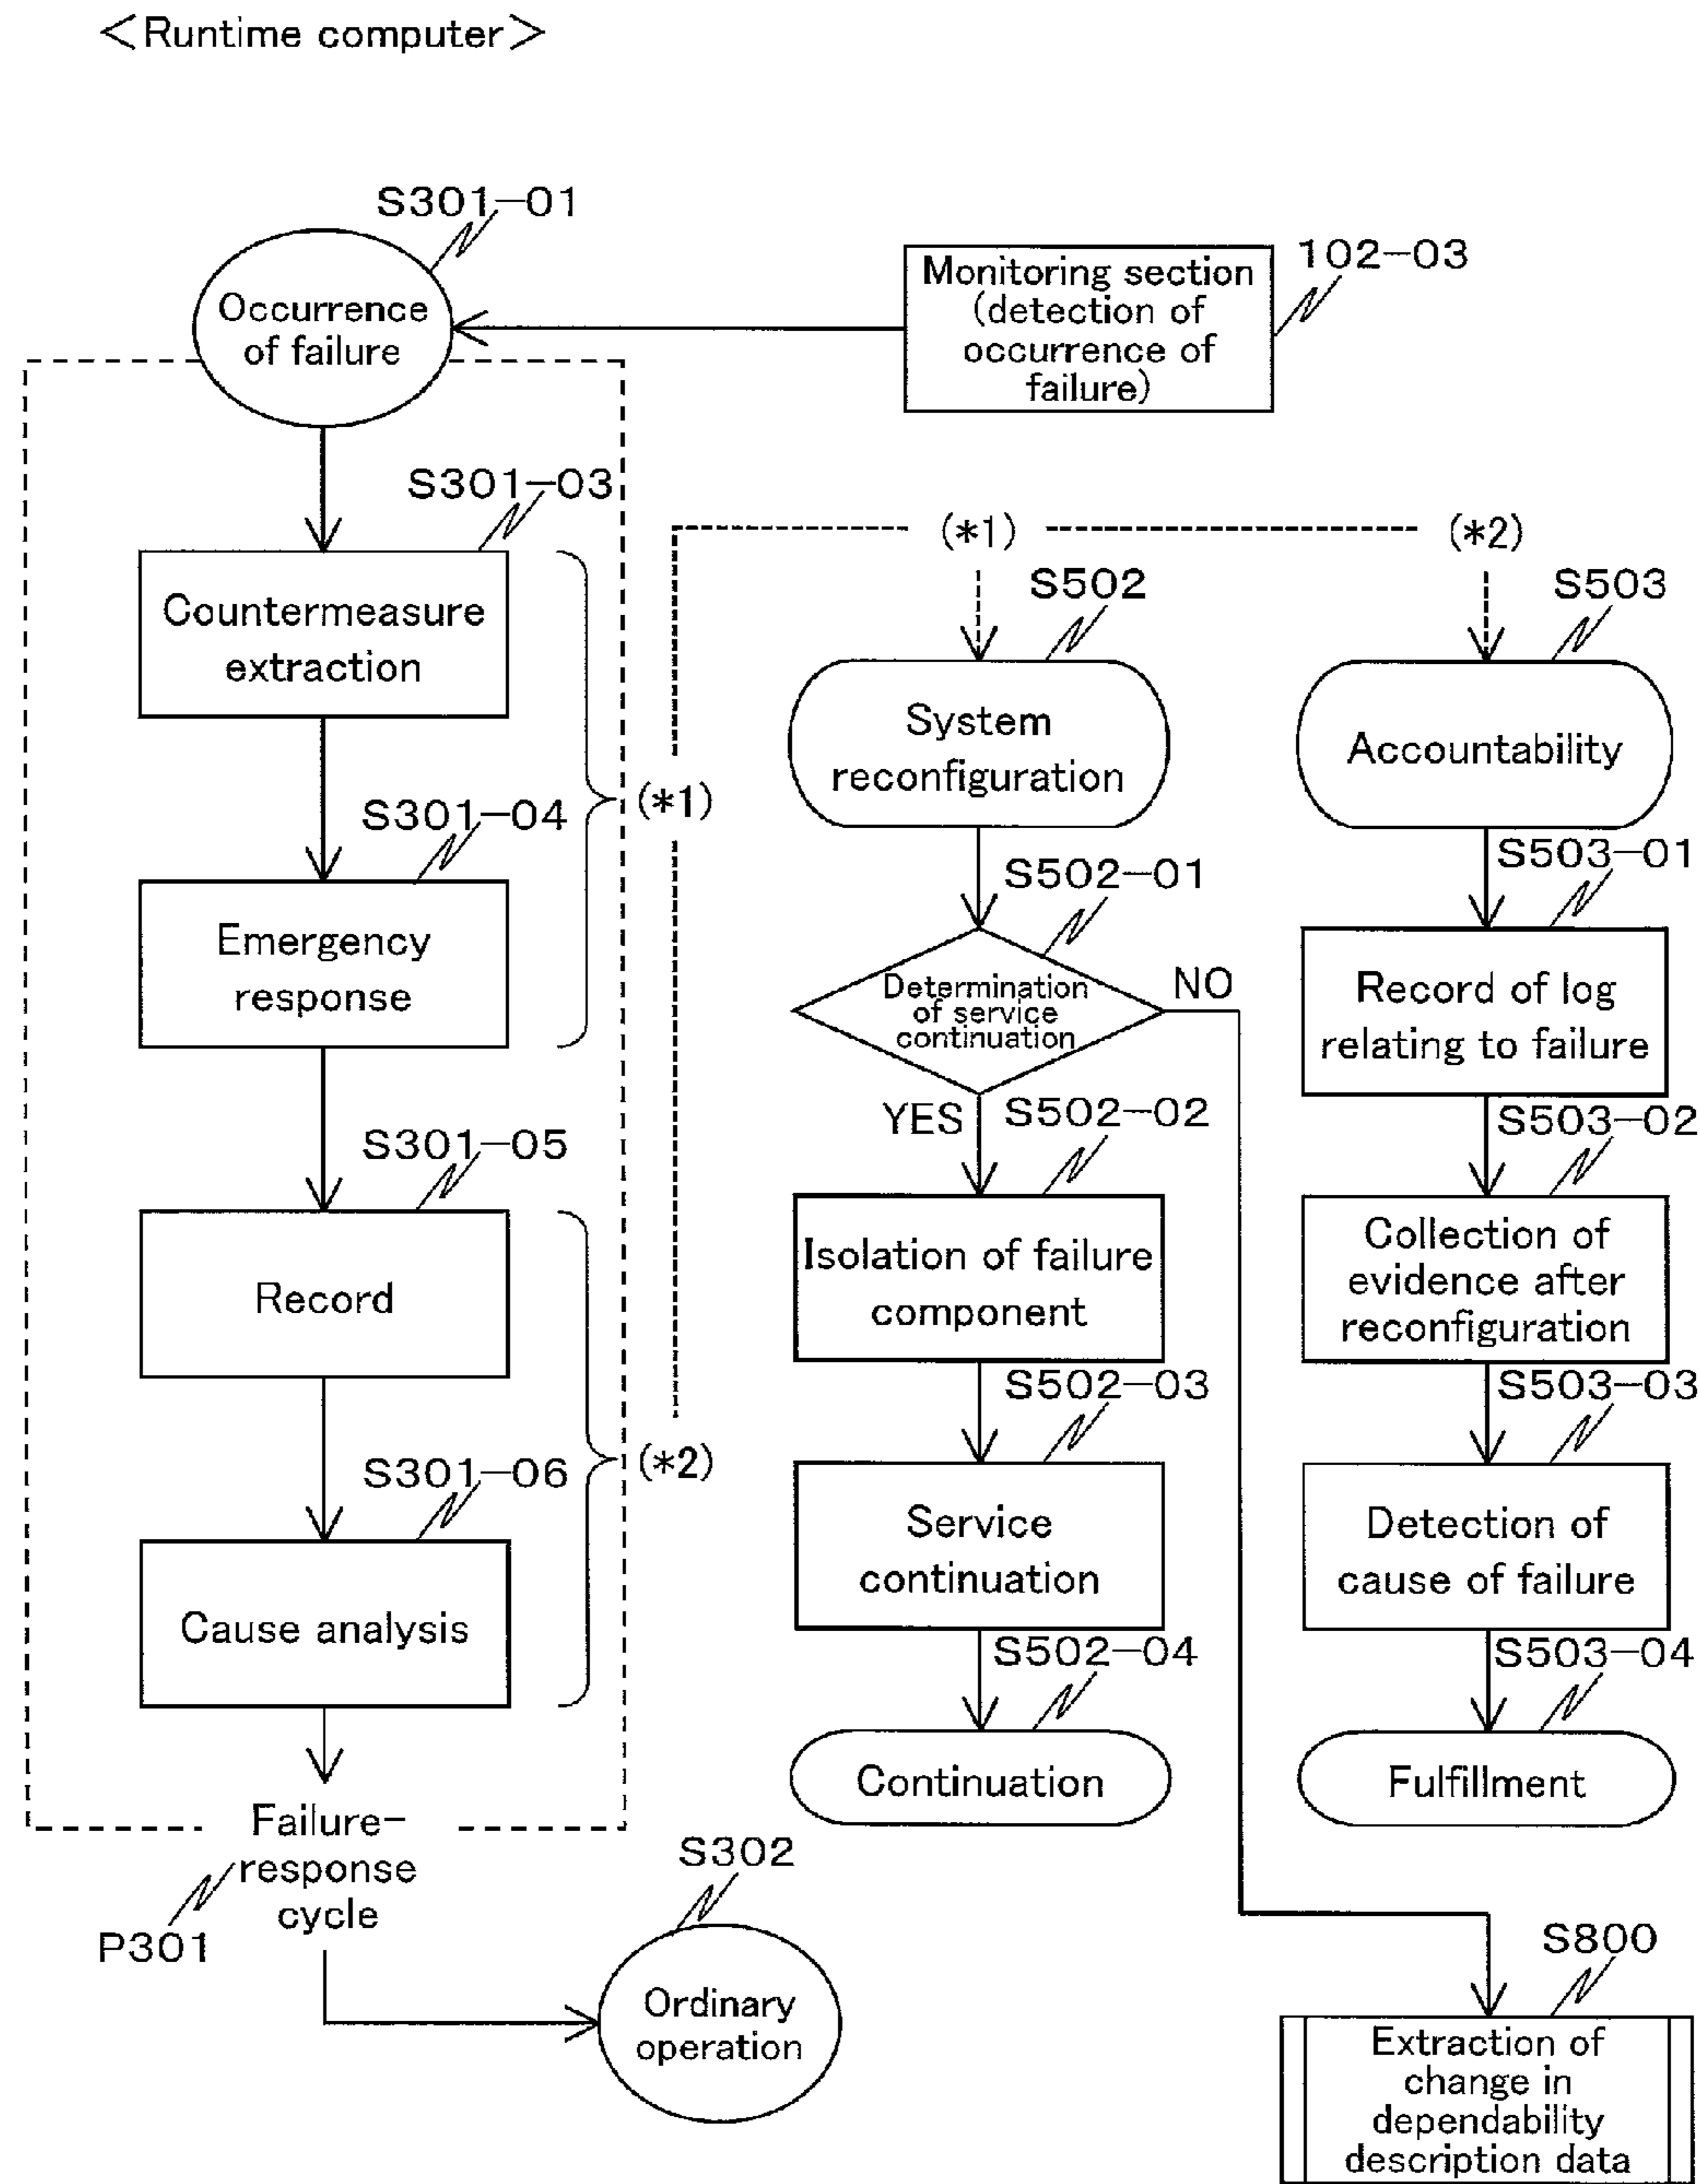 <Runtime computer>
S301-01
Occurrence
of failure
102-03
Monitoring section
(detection of
occurrence of
failure)
S301-03
Countermeasure
extraction
S301-04
Emergency
response
(*1)
S301-05
Record
S301-06
Cause analysis
(*2)
Failure-
response
cycle
P301
S302
Ordinary
operation
(*1)
S502
System
reconfiguration
S502-01
Determination
of service
continuation
NO
YES
S502-02
Isolation of failure
component
S502-03
Service
continuation
S502-04
Continuation
(*2)
S503
Accountability
S503-01
Record of log
relating to failure
S503-02
Collection of
evidence after
reconfiguration
S503-03
Detection of
cause of failure
S503-04
Fulfillment
S800
Extraction of
change in
dependability
description data